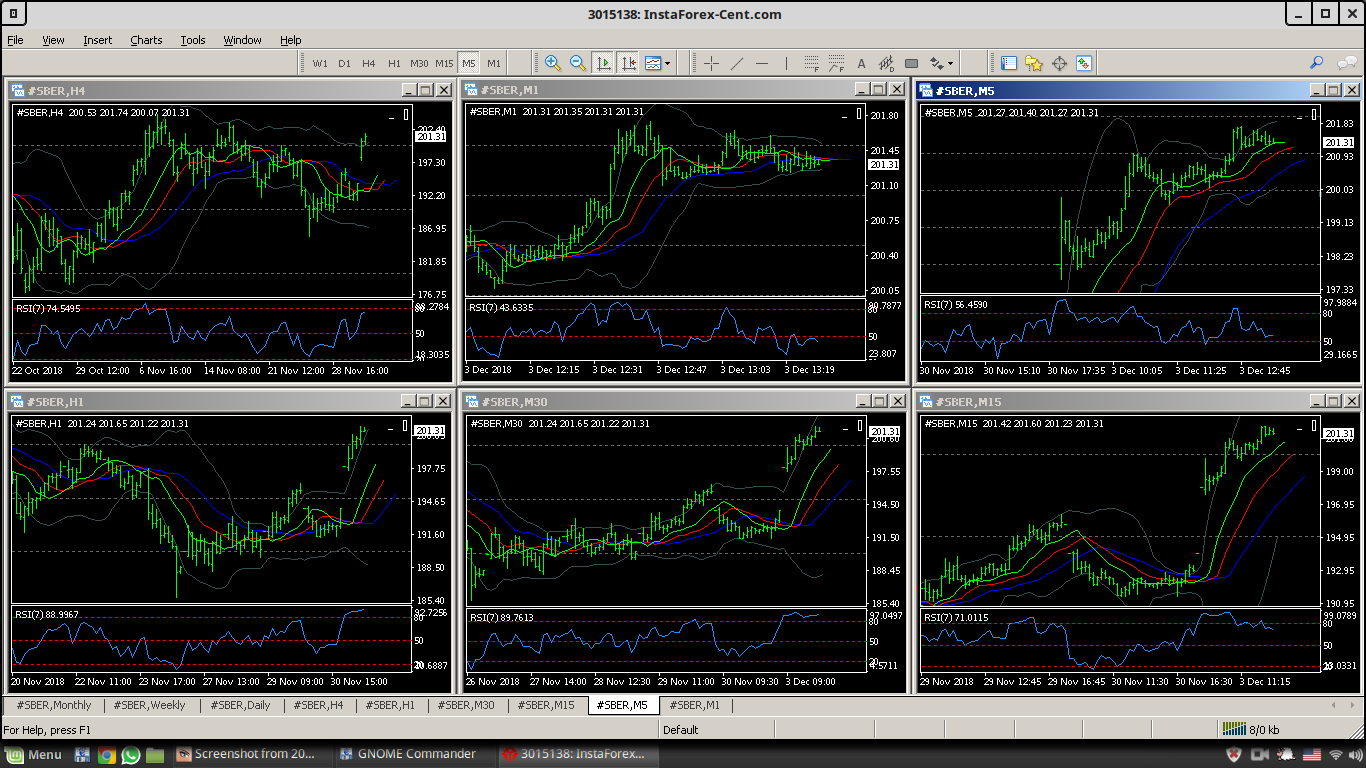 3015138: InstaForex-Cent.com
File View Insert Charts Tools Window Help
W1 D1 H4 H1 M30 M15 M5 M1
#SBER,H4
#SBER,H4 200.53 201.74 200.07 201.31
202.40
201.31
197.30
192.20
186.95
181.85
176.75
RSI(7) 74.5495
80
50
18.3035
22 Oct 2018 29 Oct 12:00 6 Nov 16:00 14 Nov 08:00 21 Nov 12:00 28 Nov 16:00
#SBER,M1
#SBER,M1 201.31 201.35 201.31 201.31
201.80
201.45
201.31
201.10
200.75
200.40
200.05
RSI(7) 43.6335
80
50
23.807
3 Dec 2018 3 Dec 12:15 3 Dec 12:31 3 Dec 12:47 3 Dec 13:03 3 Dec 13:19
#SBER,M5
#SBER,M5 201.27 201.40 201.27 201.31
201.83
201.31
200.93
200.03
199.13
198.23
197.33
RSI(7) 56.4590
97.9884
80
50
29.1665
30 Nov 2018 30 Nov 15:10 30 Nov 17:35 3 Dec 10:05 3 Dec 11:25 3 Dec 12:45
#SBER,H1
#SBER,H1 201.24 201.65 201.22 201.31
201.31
197.75
194.65
191.60
188.50
185.40
RSI(7) 88.9967
92.7256
80
50
20 Nov 2018 22 Nov 11:00 23 Nov 17:00 27 Nov 13:00 29 Nov 09:00 30 Nov 15:00
#SBER,M30
#SBER,M30 201.24 201.65 201.22 201.31
201.31
200.60
197.55
194.50
191.50
188.45
185.40
RSI(7) 89.7613
97.0497
80
50
26 Nov 2018 27 Nov 14:00 28 Nov 12:30 29 Nov 11:00 30 Nov 09:30 3 Dec 09:00
#SBER,M15
#SBER,M15 201.42 201.60 201.23 201.31
201.31
199.00
196.95
194.95
192.95
190.95
RSI(7) 71.0115
99.0789
80
50
29 Nov 2018 29 Nov 12:45 29 Nov 16:45 30 Nov 11:30 30 Nov 16:30 3 Dec 11:15
#SBER,Monthly #SBER,Weekly #SBER,Daily #SBER,H4 #SBER,H1 #SBER,M30 #SBER,M15 #SBER,M5 #SBER,M1
For Help, press F1 Default 8/0 kb
Menu Screenshot from 20... GNOME Commander 3015138: InstaForex...